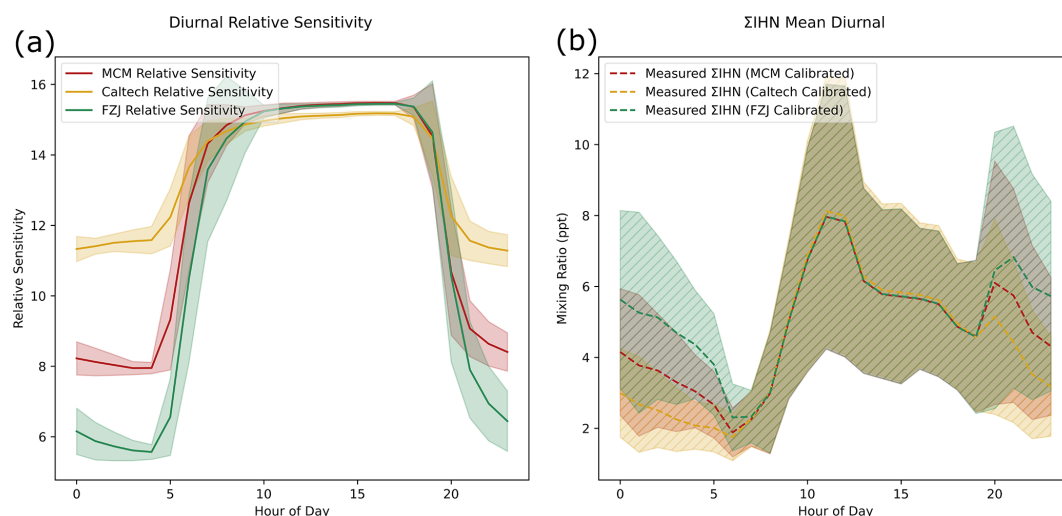 (a)
Diurnal Relative Sensitivity
MCM Relative Sensitivity
Caltech Relative Sensitivity
FZJ Relative Sensitivity
Relative Sensitivity
16
14
12
10
8
6
0
5
10
15
20
Hour of Day
(b)
ΣIHN Mean Diurnal
Measured ΣIHN (MCM Calibrated)
Measured ΣIHN (Caltech Calibrated)
Measured ΣIHN (FZJ Calibrated)
Mixing Ratio (ppt)
12
10
8
6
4
2
0
5
10
15
20
Hour of Day